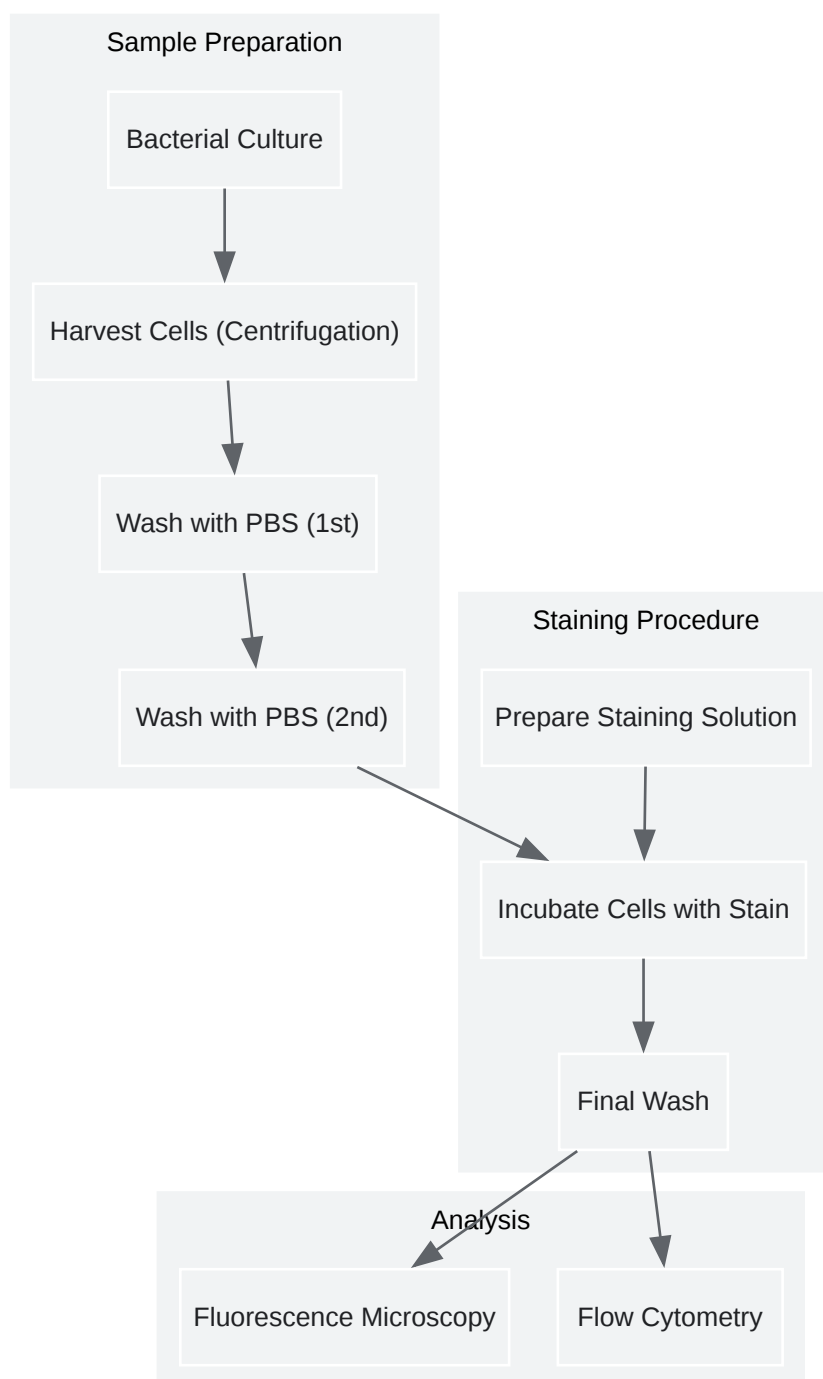 Sample Preparation
Bacterial Culture
Harvest Cells (Centrifugation)
Wash with PBS (1st)
Wash with PBS (2nd)
Staining Procedure
Prepare Staining Solution
Incubate Cells with Stain
Final Wash
Analysis
Fluorescence Microscopy
Flow Cytometry